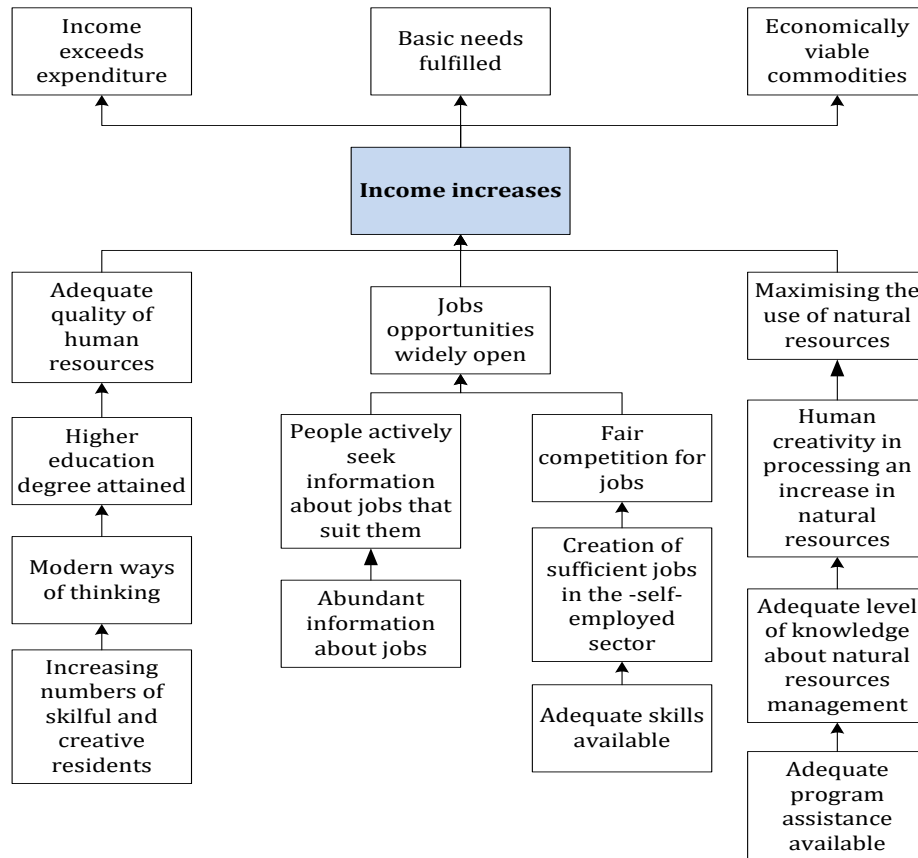 Income
exceeds
expenditure
Basic needs
fulfilled
Economically
viable
commodities
Income increases
Adequate
quality of
human
resources
Jobs
opportunities
widely open
Maximising the
use of natural
resources
Higher
education
degree attained
People actively
seek
information
about jobs that
suit them
Fair
competition for
jobs
Human
creativity in
processing an
increase in
natural
resources
Modern ways of
thinking
Abundant
information
about jobs
Creation of
sufficient jobs
in the -self-
employed
sector
Adequate level
of knowledge
about natural
resources
management
Increasing
numbers of
skilful and
creative
residents
Adequate skills
available
Adequate
program
assistance
available